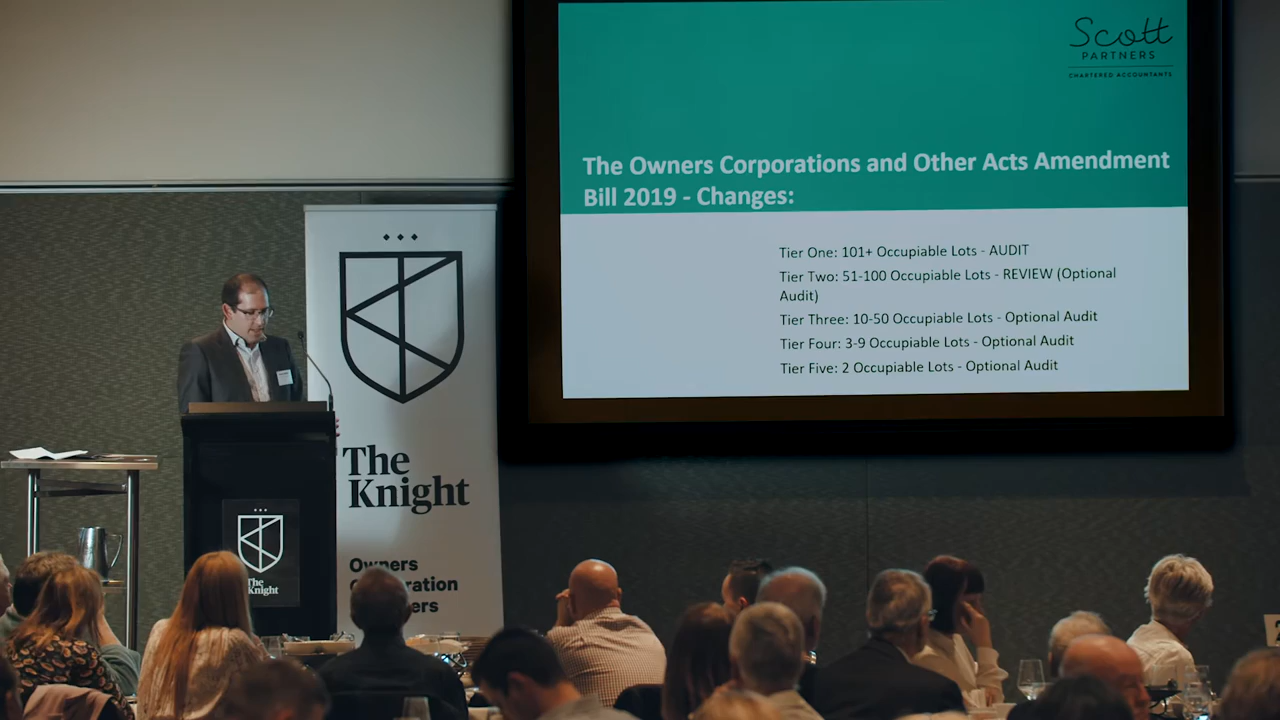 Scott
PARTNERS
CHARTERED ACCOUNTANTS
The Owners Corporations and Other Acts Amendment
Bill 2019 - Changes:
Tier One: 101+ Occupiable Lots - AUDIT
Tier Two: 51-100 Occupiable Lots - REVIEW (Optional
Audit)
Tier Three: 10-50 Occupiable Lots - Optional Audit
Tier Four: 3-9 Occupiable Lots - Optional Audit
Tier Five: 2 Occupiable Lots - Optional Audit
The
Knight
Owners
The
Knight